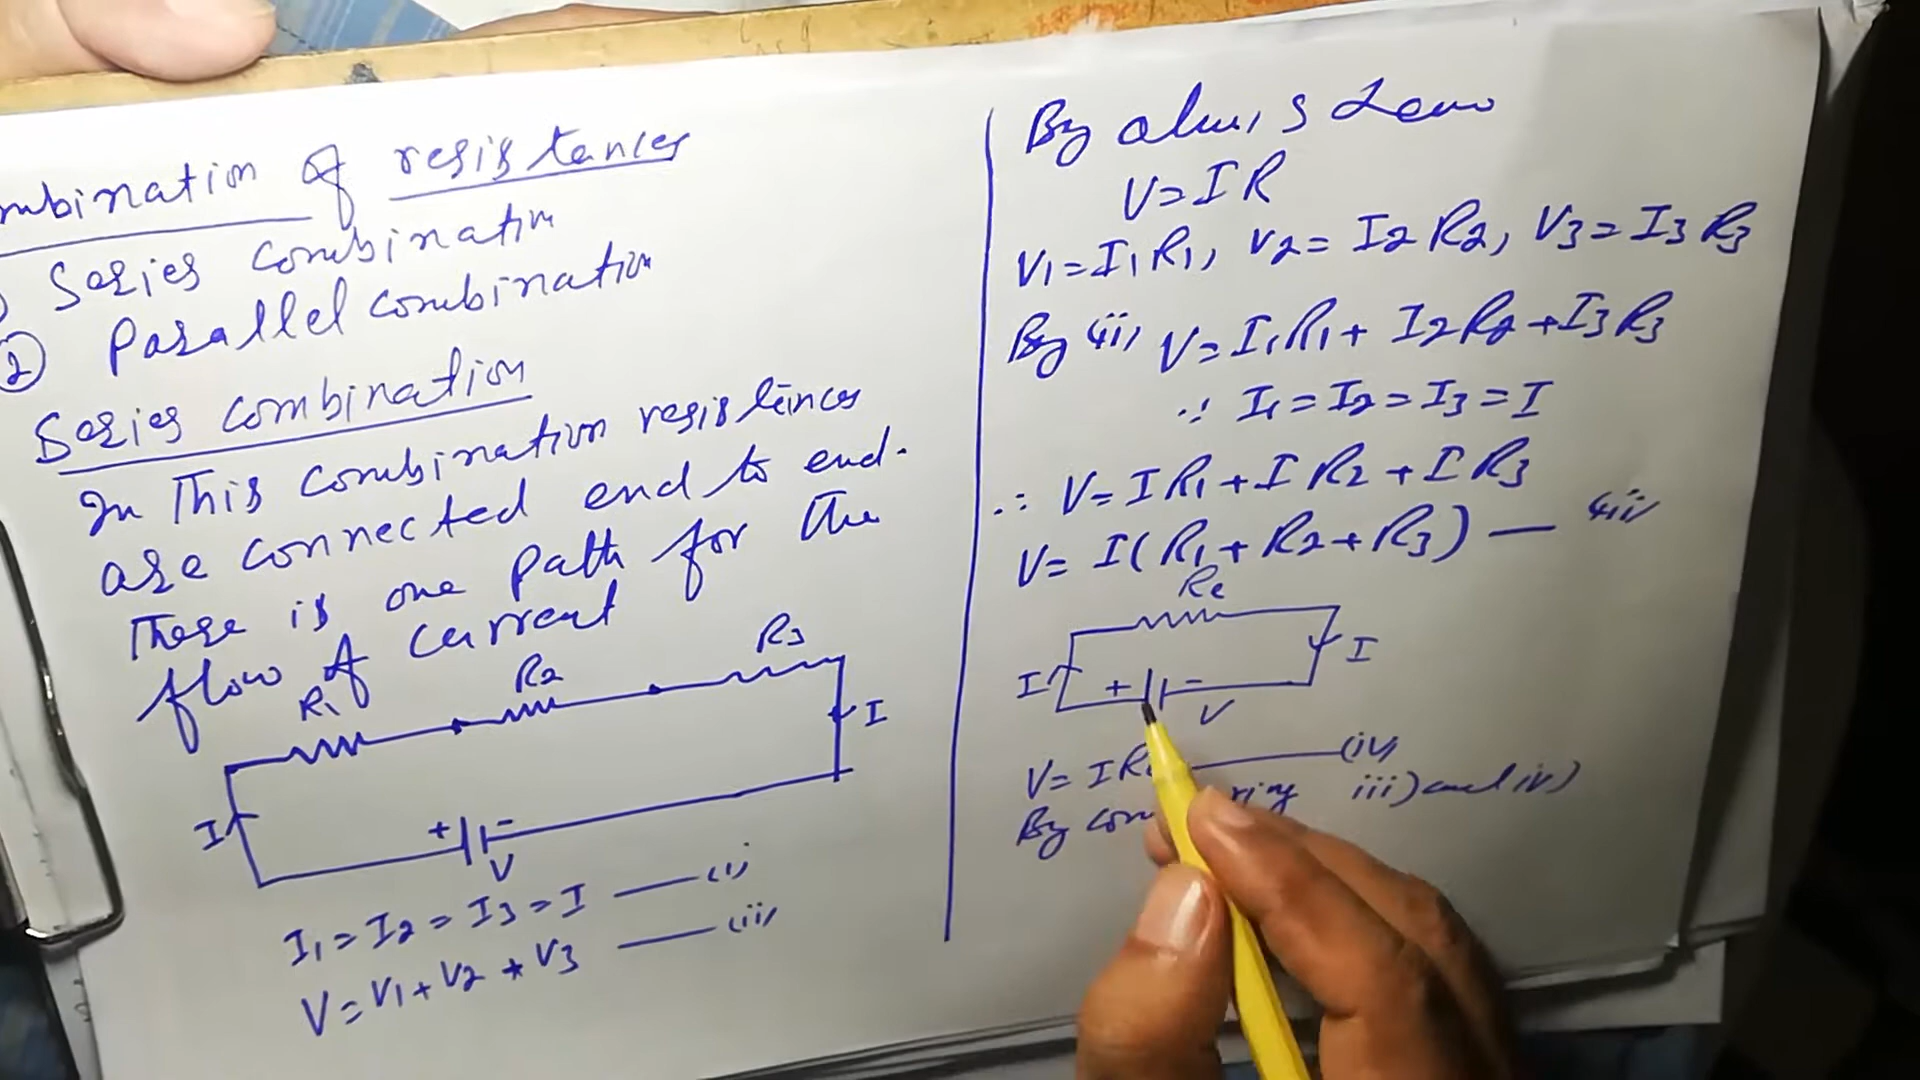 mbination of resistances
Series combination
② Parallel combination
Series combination
In This combination resistances
are connected end to end.
There is one path for the
flow of current
R1
R2
R3
I
I
+ -
V
I1 = I2 = I3 = I — (i)
V = V1 + V2 + V3 — (ii)
By ohm's Law
V = IR
V1 = I1R1, V2 = I2R2, V3 = I3R3
By (ii) V = I1R1 + I2R2 + I3R3
∵ I1 = I2 = I3 = I
∴ V = IR1 + IR2 + IR3
V = I(R1 + R2 + R3) — (iii)
Re
I
I
+ -
V
V = IR — (iv)
By iii) and iv)